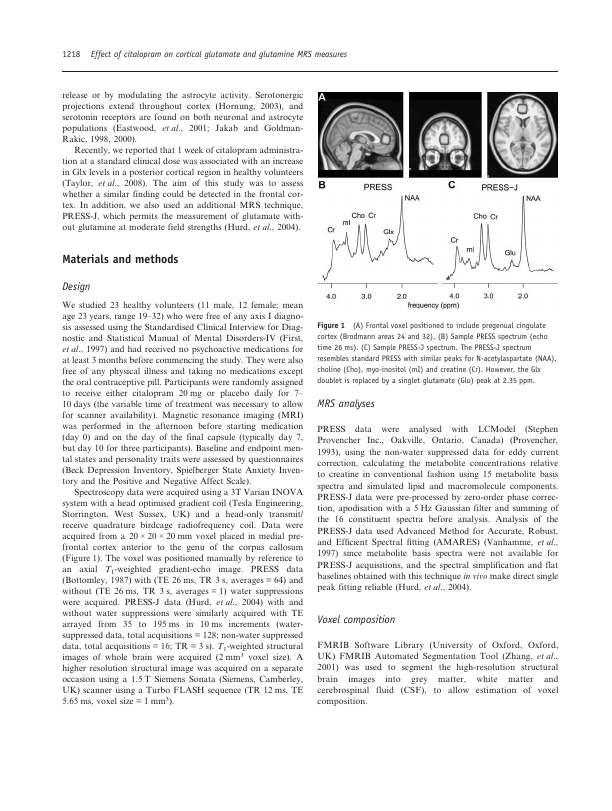 1218 Effect of citalopram on cortical glutamate and glutamine MRS measures
release or by modulating the astrocyte activity. Serotonergic
projections extend throughout cortex (Hornung, 2003), and
serotonin receptors are found on both neuronal and astrocyte
populations (Eastwood, et al., 2001; Jakab and Goldman-
Rakic, 1998, 2000).
Recently, we reported that 1 week of citalopram administra-
tion at a standard clinical dose was associated with an increase
in Glx levels in a posterior cortical region in healthy volunteers
(Taylor, et al., 2008). The aim of this study was to assess
whether a similar finding could be detected in the frontal cor-
tex. In addition, we also used an additional MRS technique,
PRESS-J, which permits the measurement of glutamate with-
out glutamine at moderate field strengths (Hurd, et al., 2004).
Materials and methods
Design
We studied 23 healthy volunteers (11 male, 12 female; mean
age 23 years, range 19–32) who were free of any axis I diagno-
sis assessed using the Standardised Clinical Interview for Diag-
nostic and Statistical Manual of Mental Disorders-IV (First,
et al., 1997) and had received no psychoactive medications for
at least 3 months before commencing the study. They were also
free of any physical illness and taking no medications except
the oral contraceptive pill. Participants were randomly assigned
to receive either citalopram 20 mg or placebo daily for 7–
10 days (the variable time of treatment was necessary to allow
for scanner availability). Magnetic resonance imaging (MRI)
was performed in the afternoon before starting medication
(day 0) and on the day of the final capsule (typically day 7,
but day 10 for three participants). Baseline and endpoint men-
tal states and personality traits were assessed by questionnaires
(Beck Depression Inventory, Spielberger State Anxiety Inven-
tory and the Positive and Negative Affect Scale).
Spectroscopy data were acquired using a 3T Varian INOVA
system with a head optimised gradient coil (Tesla Engineering,
Storrington, West Sussex, UK) and a head-only transmit/
receive quadrature birdcage radiofrequency coil. Data were
acquired from a 20 × 20 × 20 mm voxel placed in medial pre-
frontal cortex anterior to the genu of the corpus callosum
(Figure 1). The voxel was positioned manually by reference to
an axial T1-weighted gradient-echo image. PRESS data
(Bottomley, 1987) with (TE 26 ms, TR 3 s, averages = 64) and
without (TE 26 ms, TR 3 s, averages = 1) water suppressions
were acquired. PRESS-J data (Hurd, et al., 2004) with and
without water suppressions were similarly acquired with TE
arrayed from 35 to 195 ms in 10 ms increments (water-
suppressed data, total acquisitions = 128; non-water suppressed
data, total acquisitions = 16; TR = 3 s). T1-weighted structural
images of whole brain were acquired (2 mm3 voxel size). A
higher resolution structural image was acquired on a separate
occasion using a 1.5 T Siemens Sonata (Siemens, Camberley,
UK) scanner using a Turbo FLASH sequence (TR 12 ms, TE
5.65 ms, voxel size = 1 mm3).
A
B PRESS C PRESS-J
NAA NAA
Cho Cr Cho Cr
mI
Cr Glx Cr mI Glu
4.0 3.0 2.0 4.0 3.0 2.0
frequency (ppm)
Figure 1 (A) Frontal voxel positioned to include pregenual cingulate
cortex (Brodmann areas 24 and 32). (B) Sample PRESS spectrum (echo
time 26 ms). (C) Sample PRESS-J spectrum. The PRESS-J spectrum
resembles standard PRESS with similar peaks for N-acetylaspartate (NAA),
choline (Cho), myo-inositol (mI) and creatine (Cr). However, the Glx
doublet is replaced by a singlet glutamate (Glu) peak at 2.35 ppm.
MRS analyses
PRESS data were analysed with LCModel (Stephen
Provencher Inc., Oakville, Ontario, Canada) (Provencher,
1993), using the non-water suppressed data for eddy current
correction, calculating the metabolite concentrations relative
to creatine in conventional fashion using 15 metabolite basis
spectra and simulated lipid and macromolecule components.
PRESS-J data were pre-processed by zero-order phase correc-
tion, apodisation with a 5 Hz Gaussian filter and summing
of the 16 constituent spectra before analysis. Analysis of the
PRESS-J data used Advanced Method for Accurate, Robust,
and Efficient Spectral fitting (AMARES) (Vanhamme, et al.,
1997) since metabolite basis spectra were not available for
PRESS-J acquisitions, and the spectral simplification and flat
baselines obtained with this technique in vivo make direct single
peak fitting reliable (Hurd, et al., 2004).
Voxel composition
FMRIB Software Library (University of Oxford, Oxford,
UK) FMRIB Automated Segmentation Tool (Zhang, et al.,
2001) was used to segment the high-resolution structural
brain images into grey matter, white matter and
cerebrospinal fluid (CSF), to allow estimation of voxel
composition.